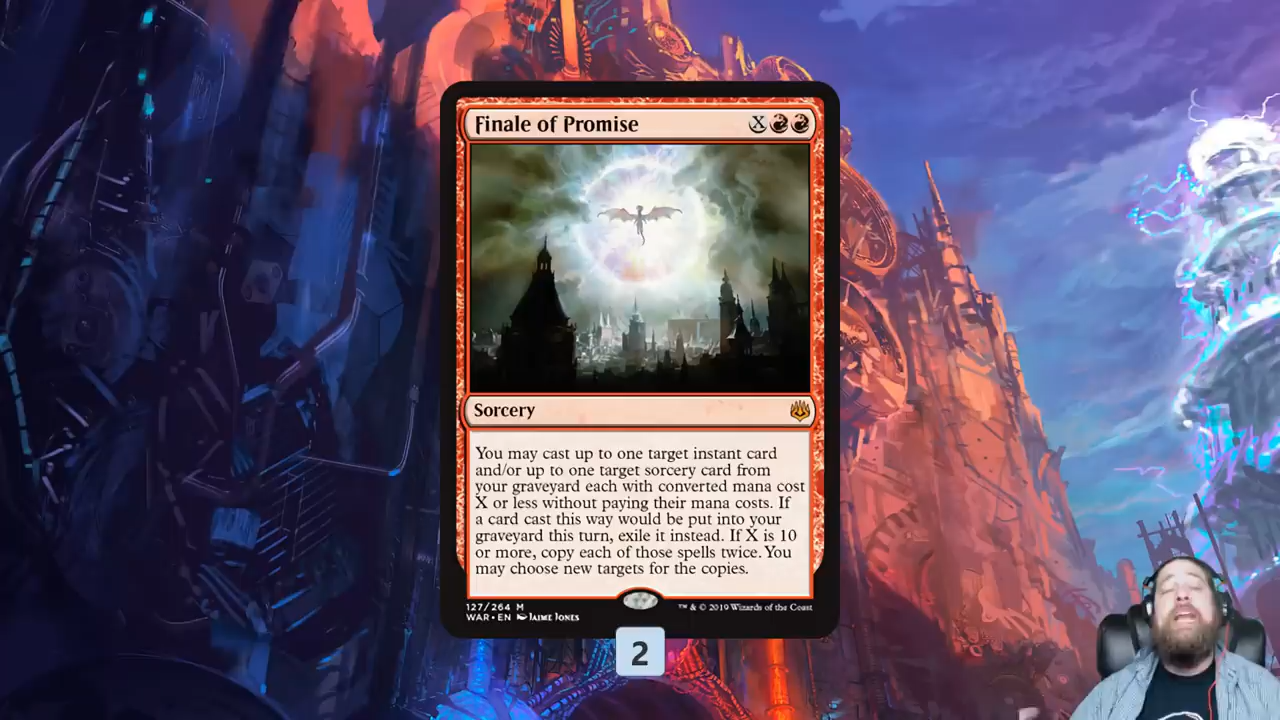 Finale of Promise X
Sorcery
You may cast up to one target instant card
and/or up to one target sorcery card from
your graveyard each with converted mana cost
X or less without paying their mana costs. If
a card cast this way would be put into your
graveyard this turn, exile it instead. If X is 10
or more, copy each of those spells twice. You
may choose new targets for the copies.
127/264 M
WAR • EN JAIME JONES
™ & © 2019 Wizards of the Coast
2